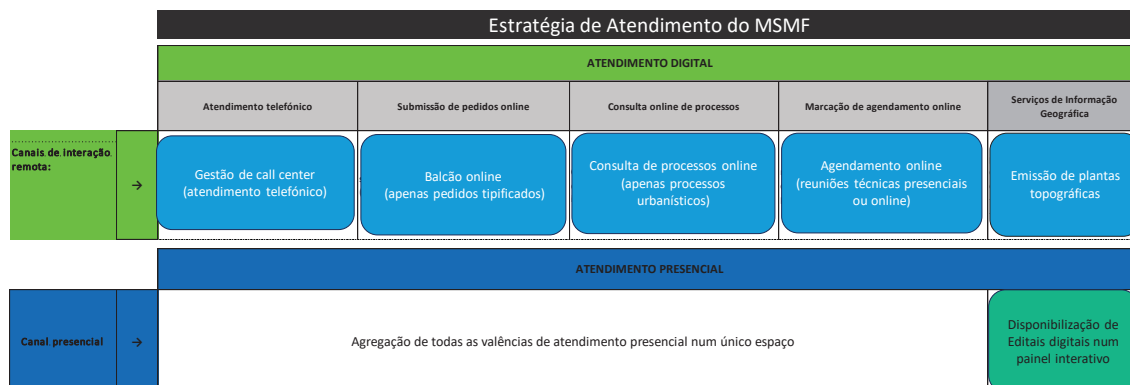 Estratégia de Atendimento do MSMF
ATENDIMENTO DIGITAL
Atendimento telefónico
Submissão de pedidos online
Consulta online de processos
Marcação de agendamento online
Serviços de Informação
Geográfica
Canais de interação
remota:
→
Gestão de call center
(atendimento telefónico)
Balcão online
(apenas pedidos tipificados)
Consulta de processos online
(apenas processos
urbanísticos)
Agendamento online
(reuniões técnicas presenciais
ou online)
Emissão de plantas
topográficas
ATENDIMENTO PRESENCIAL
Canal presencial
→
Agregação de todas as valências de atendimento presencial num único espaço
Disponibilização de
Editais digitais num
painel interativo